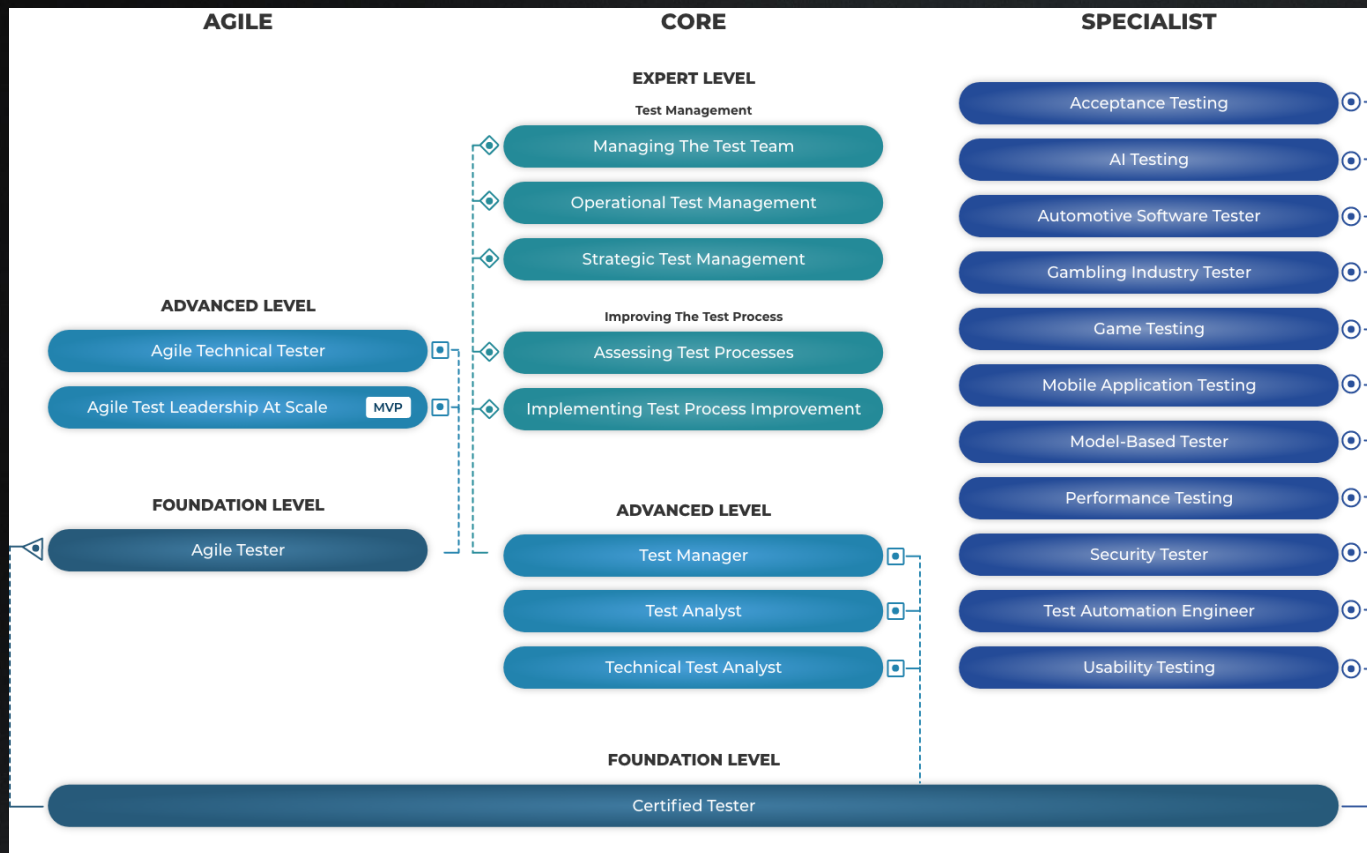 AGILE
CORE
SPECIALIST
ADVANCED LEVEL
Agile Technical Tester
Agile Test Leadership At Scale MVP
FOUNDATION LEVEL
Agile Tester
EXPERT LEVEL
Test Management
Managing The Test Team
Operational Test Management
Strategic Test Management
Improving The Test Process
Assessing Test Processes
Implementing Test Process Improvement
ADVANCED LEVEL
Test Manager
Test Analyst
Technical Test Analyst
Acceptance Testing
AI Testing
Automotive Software Tester
Gambling Industry Tester
Game Testing
Mobile Application Testing
Model-Based Tester
Performance Testing
Security Tester
Test Automation Engineer
Usability Testing
FOUNDATION LEVEL
Certified Tester